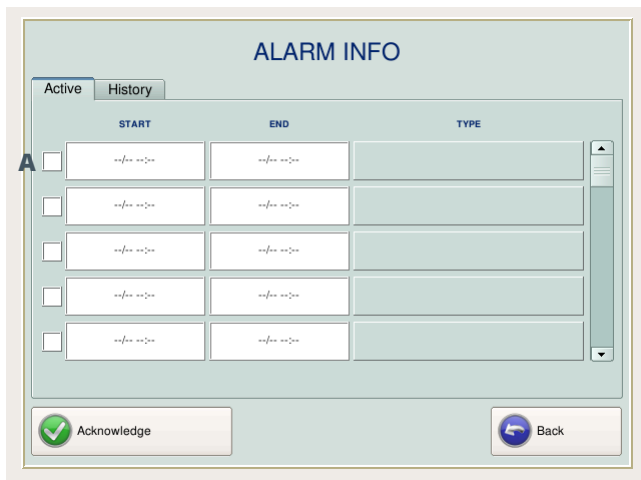 ALARM INFO
Active History
START END TYPE
A --/-- --:-- --/-- --:--
--/-- --:-- --/-- --:--
--/-- --:-- --/-- --:--
--/-- --:-- --/-- --:--
--/-- --:-- --/-- --:--
Acknowledge Back